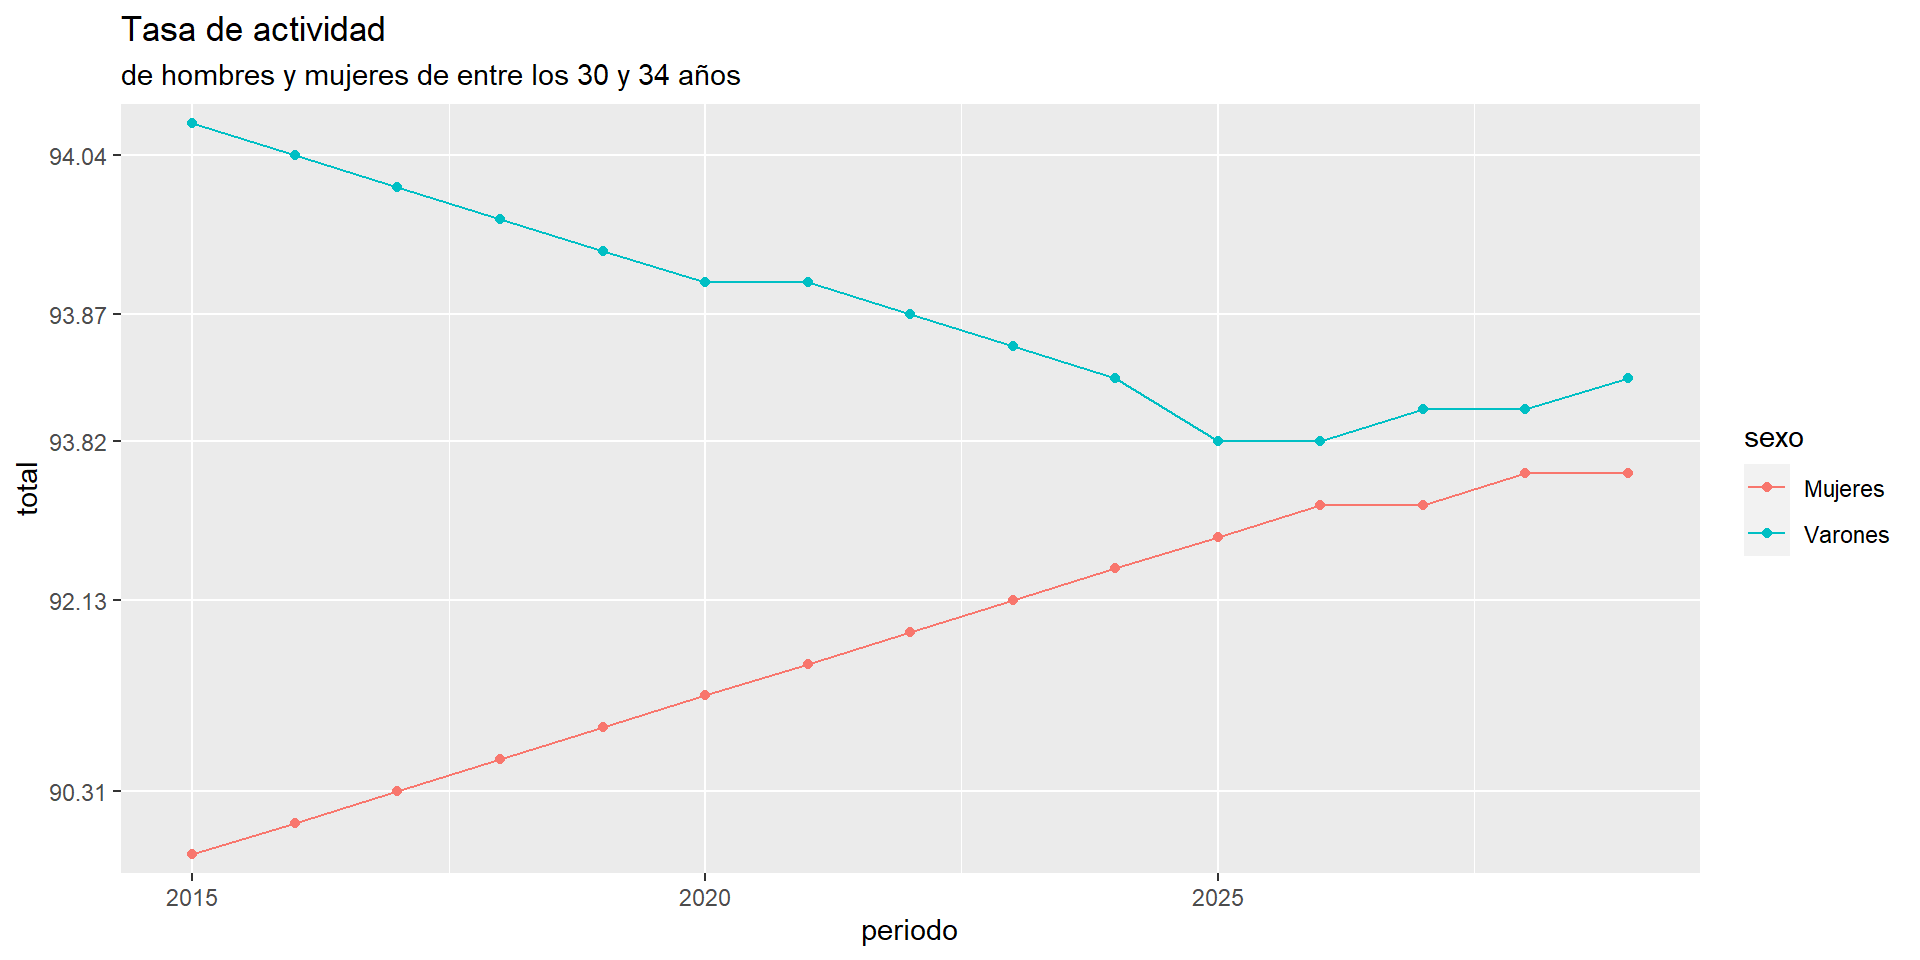 Tasa de actividad
de hombres y mujeres de entre los 30 y 34 años
94.04
93.87
93.82
92.13
90.31
total
2015
2020
2025
periodo
sexo
Mujeres
Varones